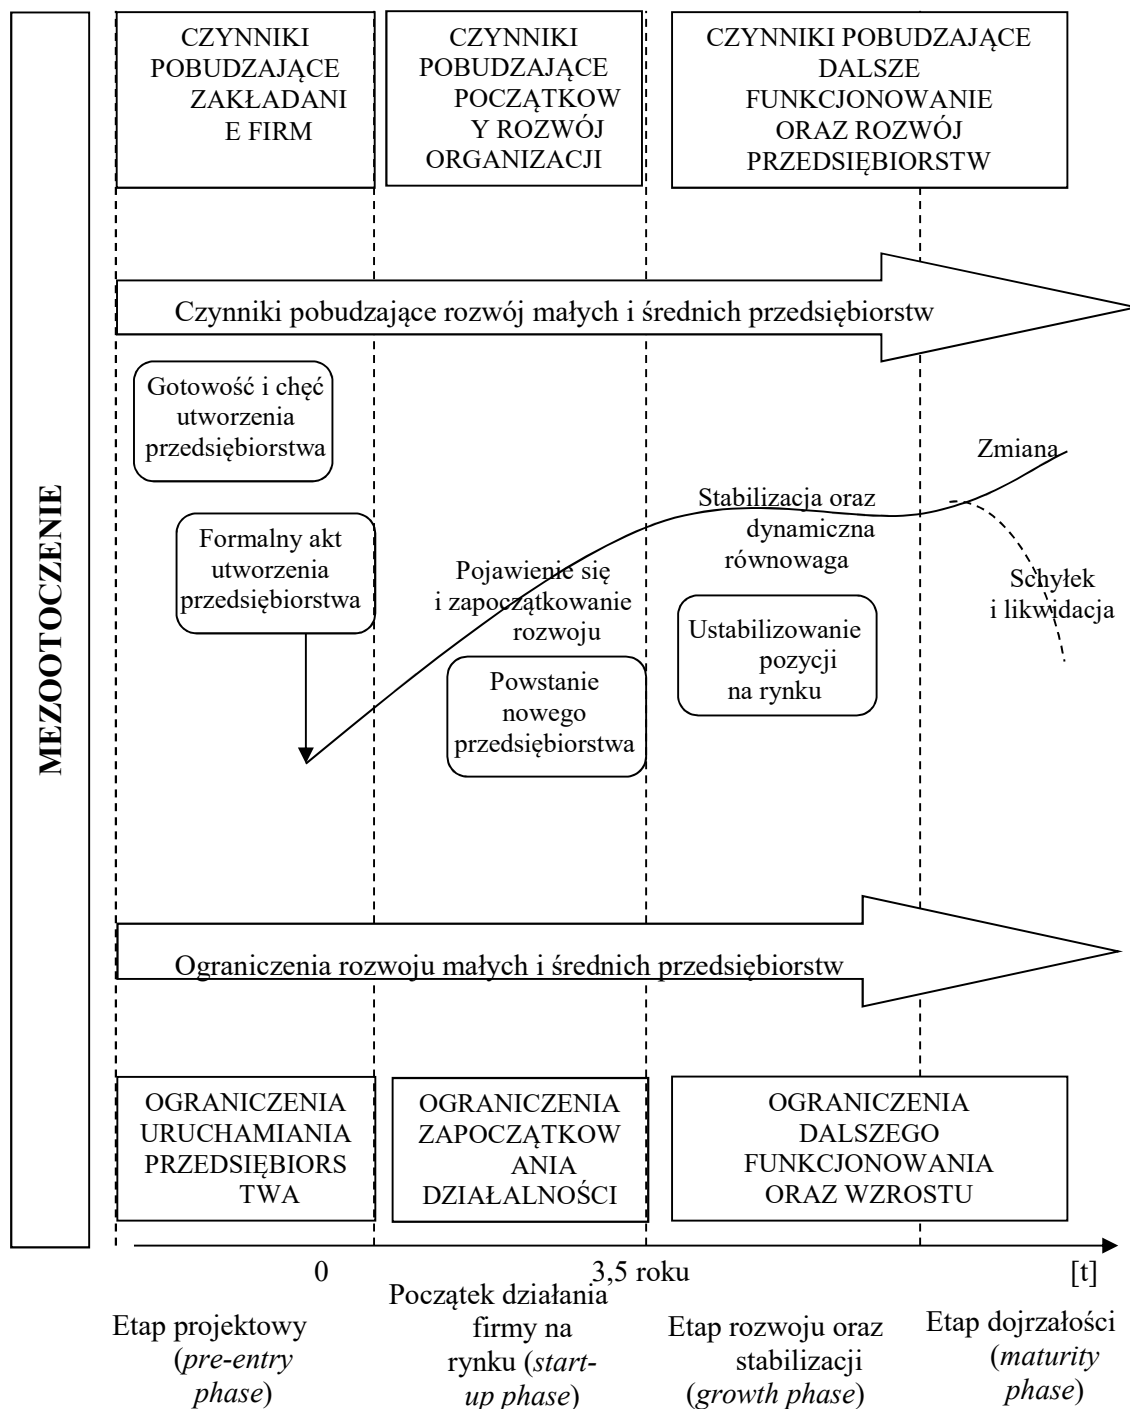 MEZOOTOCZENIE
CZYNNIKI
POBUDZAJĄCE
ZAKŁADANI
E FIRM
CZYNNIKI
POBUDZAJĄCE
POCZĄTKOW
Y ROZWÓJ
ORGANIZACJI
CZYNNIKI POBUDZAJĄCE
DALSZE
FUNKCJONOWANIE
ORAZ ROZWÓJ
PRZEDSIĘBIORSTW
Czynniki pobudzające rozwój małych i średnich przedsiębiorstw
Gotowość i chęć
utworzenia
przedsiębiorstwa
Formalny akt
utworzenia
przedsiębiorstwa
Pojawienie się
i zapoczątkowanie
rozwoju
Powstanie
nowego
przedsiębiorstwa
Stabilizacja oraz
dynamiczna
równowaga
Ustabilizowanie
pozycji
na rynku
Zmiana
Schyłek
i likwidacja
Ograniczenia rozwoju małych i średnich przedsiębiorstw
OGRANICZENIA
URUCHAMIANIA
PRZEDSIĘBIORS
TWA
OGRANICZENIA
ZAPOCZĄTKOW
ANIA
DZIAŁALNOŚCI
OGRANICZENIA
DALSZEGO
FUNKCJONOWANIA
ORAZ WZROSTU
0
3,5 roku
[t]
Etap projektowy
(pre-entry
phase)
Początek działania
firmy na
rynku (start-
up phase)
Etap rozwoju oraz
stabilizacji
(growth phase)
Etap dojrzałości
(maturity
phase)